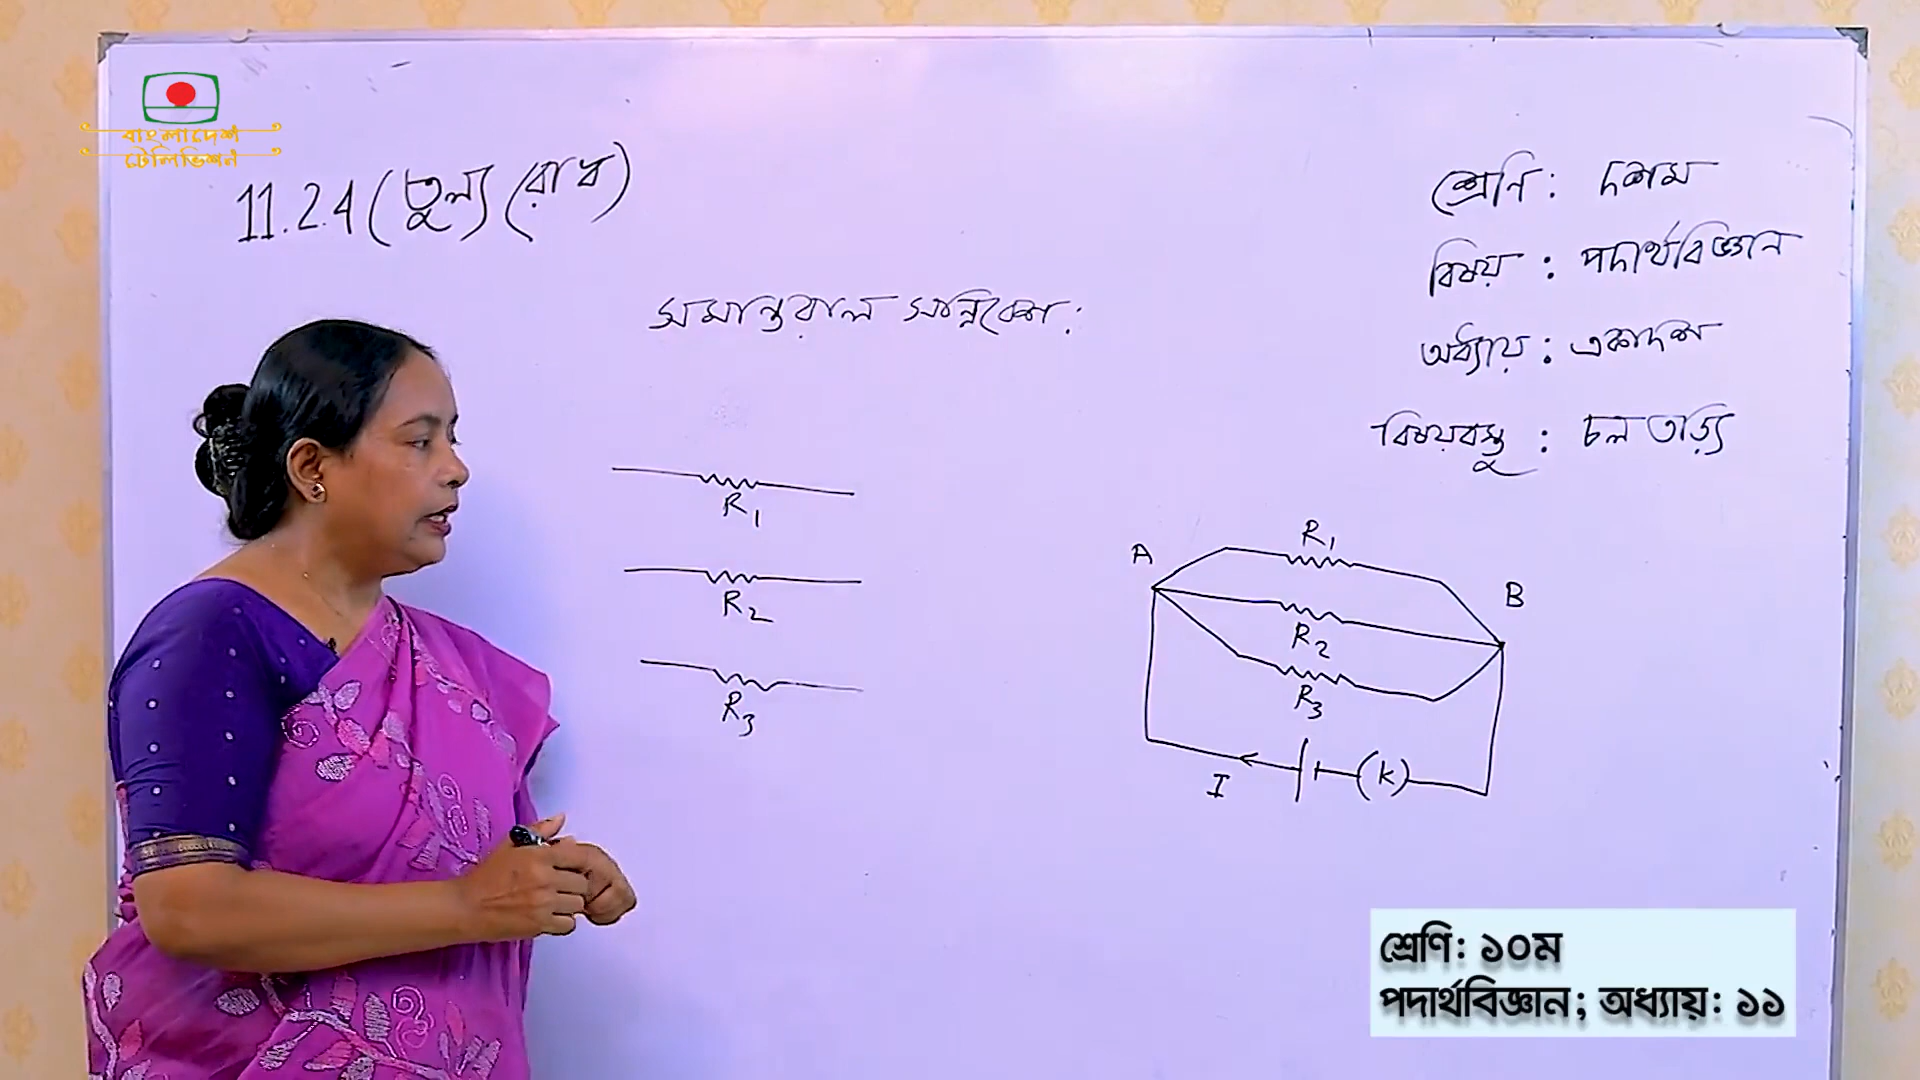 বাংলাদেশ
টেলিভিশন
11.2.4 (তুল্য রোধ)
শ্রেণি : দশম
বিষয় : পদার্থবিজ্ঞান
অধ্যায় : একাদশ
বিষয়বস্তু : চল তড়িৎ
সমান্তরাল সন্নিবেশ :
R1
R2
R3
A
R1
B
R2
R3
I
(K)
শ্রেণি: ১০ম
পদার্থবিজ্ঞান; অধ্যায়: ১১